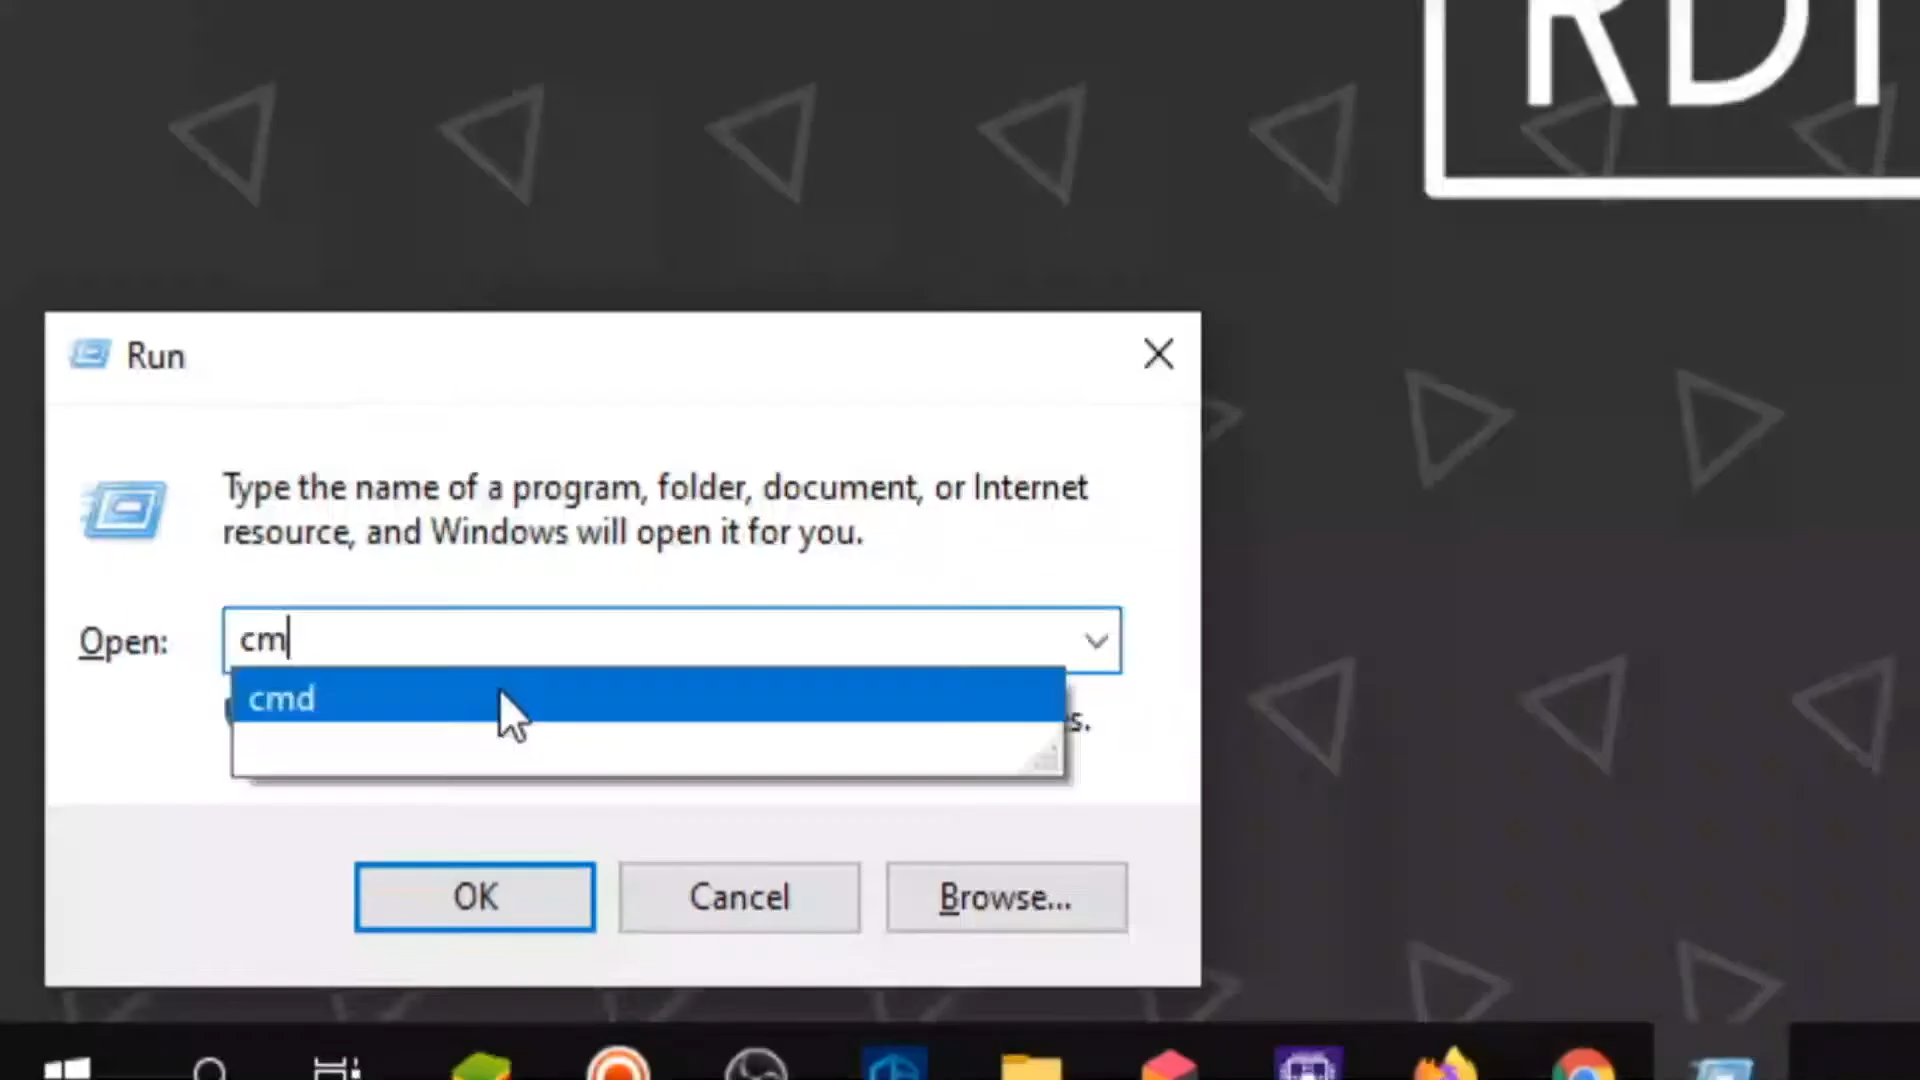 RDI
Run
Type the name of a program, folder, document, or Internet
resource, and Windows will open it for you.
Open: cm
cmd
s.
OK Cancel Browse...